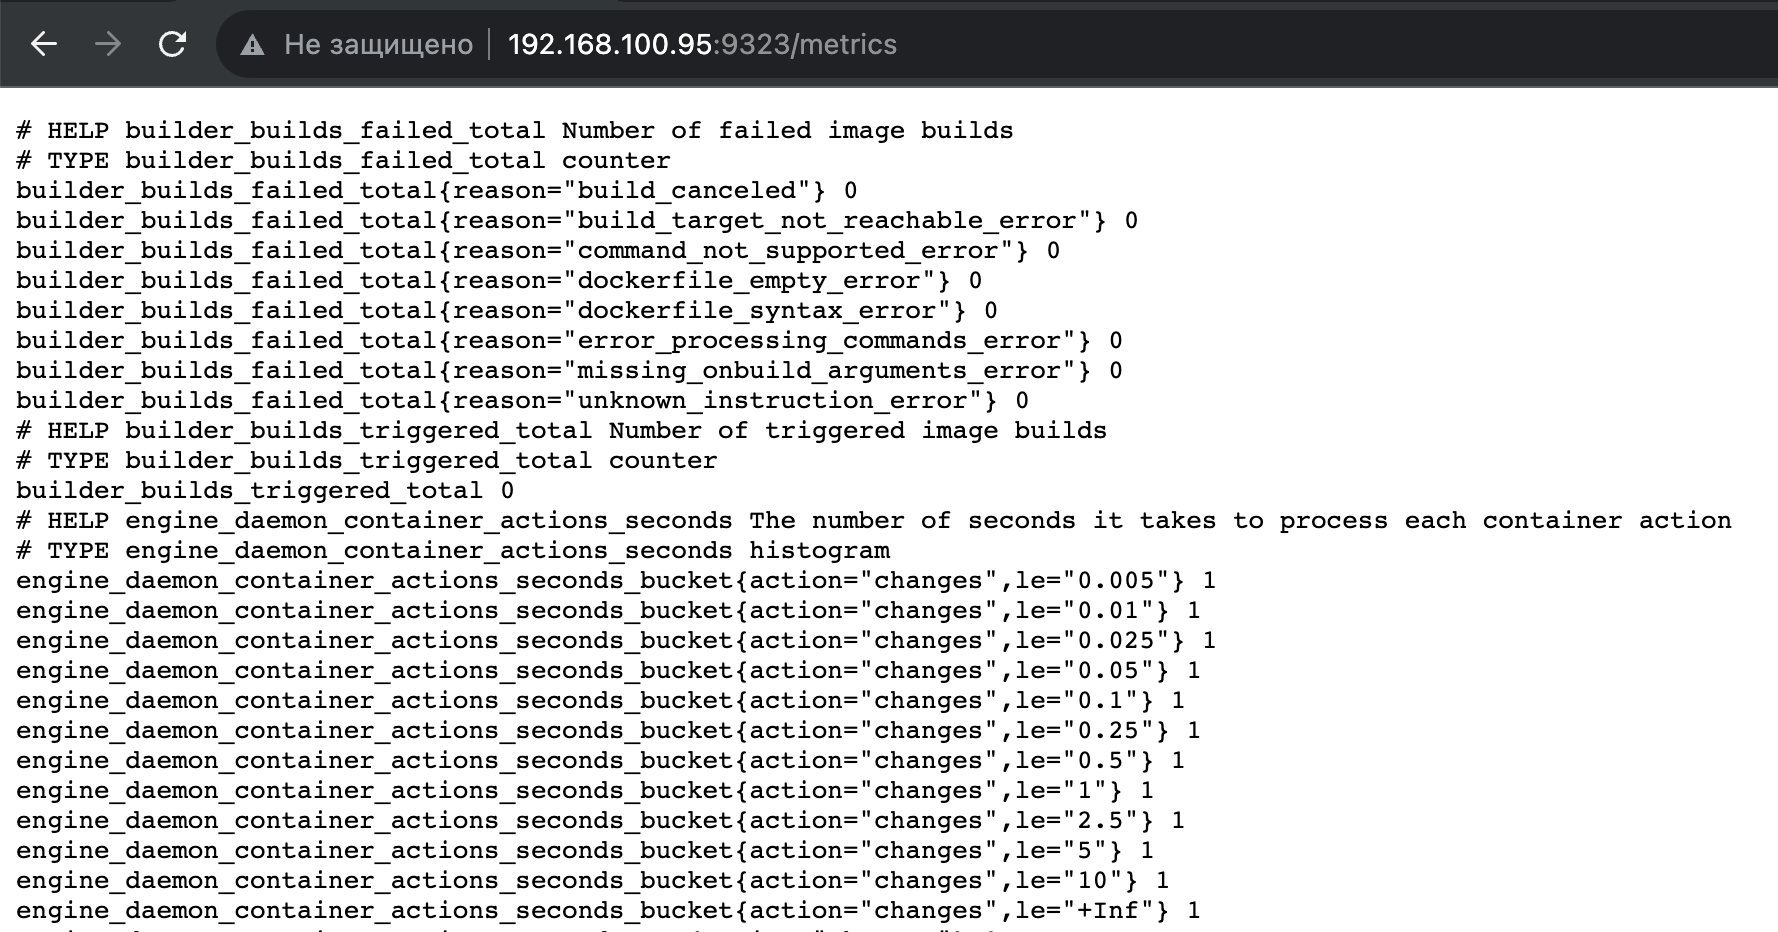 Не защищено | 192.168.100.95:9323/metrics
# HELP builder_builds_failed_total Number of failed image builds
# TYPE builder_builds_failed_total counter
builder_builds_failed_total{reason="build_canceled"} 0
builder_builds_failed_total{reason="build_target_not_reachable_error"} 0
builder_builds_failed_total{reason="command_not_supported_error"} 0
builder_builds_failed_total{reason="dockerfile_empty_error"} 0
builder_builds_failed_total{reason="dockerfile_syntax_error"} 0
builder_builds_failed_total{reason="error_processing_commands_error"} 0
builder_builds_failed_total{reason="missing_onbuild_arguments_error"} 0
builder_builds_failed_total{reason="unknown_instruction_error"} 0
# HELP builder_builds_triggered_total Number of triggered image builds
# TYPE builder_builds_triggered_total counter
builder_builds_triggered_total 0
# HELP engine_daemon_container_actions_seconds The number of seconds it takes to process each container action
# TYPE engine_daemon_container_actions_seconds histogram
engine_daemon_container_actions_seconds_bucket{action="changes",le="0.005"} 1
engine_daemon_container_actions_seconds_bucket{action="changes",le="0.01"} 1
engine_daemon_container_actions_seconds_bucket{action="changes",le="0.025"} 1
engine_daemon_container_actions_seconds_bucket{action="changes",le="0.05"} 1
engine_daemon_container_actions_seconds_bucket{action="changes",le="0.1"} 1
engine_daemon_container_actions_seconds_bucket{action="changes",le="0.25"} 1
engine_daemon_container_actions_seconds_bucket{action="changes",le="0.5"} 1
engine_daemon_container_actions_seconds_bucket{action="changes",le="1"} 1
engine_daemon_container_actions_seconds_bucket{action="changes",le="2.5"} 1
engine_daemon_container_actions_seconds_bucket{action="changes",le="5"} 1
engine_daemon_container_actions_seconds_bucket{action="changes",le="10"} 1
engine_daemon_container_actions_seconds_bucket{action="changes",le="+Inf"} 1